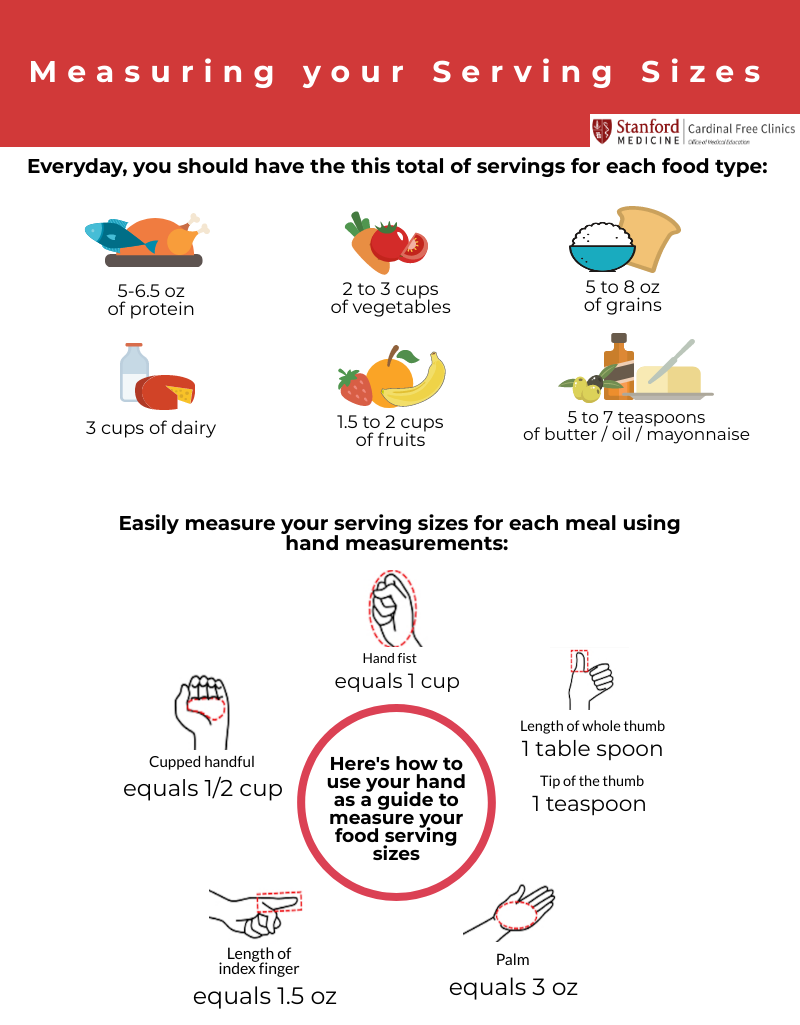 Measuring your Serving Sizes
Stanford
MEDICINE
Cardinal Free Clinics
Office of Medical Education
Everyday, you should have the this total of servings for each food type:
5-6.5 oz
of protein
2 to 3 cups
of vegetables
5 to 8 oz
of grains
3 cups of dairy
1.5 to 2 cups
of fruits
5 to 7 teaspoons
of butter / oil / mayonnaise
Easily measure your serving sizes for each meal using
hand measurements:
Hand fist
equals 1 cup
Cupped handful
equals 1/2 cup
Length of whole thumb
1 table spoon
Tip of the thumb
1 teaspoon
Here's how to
use your hand
as a guide to
measure your
food serving
sizes
Length of
index finger
equals 1.5 oz
Palm
equals 3 oz